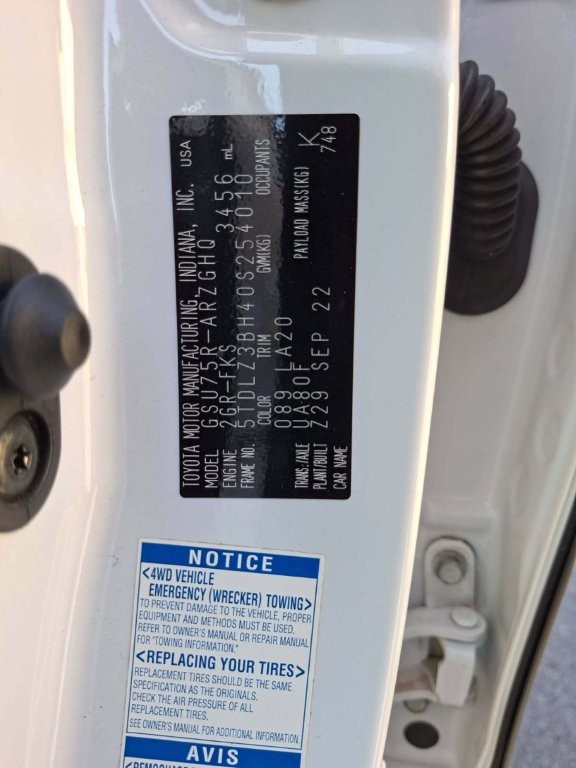 TOYOTA MOTOR MANUFACTURING, INDIANA, INC. USA
MODEL GSU75R-ARZGHQ
ENGINE 2GR-FKS 3456 mL
FRAME NO. 5TDLZ3BH40S254010
COLOR TRIM GVM(KG) OCCUPANTS
089 LA20
TRANS./AXLE UA80F
PLANT/BUILT Z29 SEP 22 PAYLOAD MASS(KG) K
CAR NAME 748
NOTICE
<4WD VEHICLE
EMERGENCY (WRECKER) TOWING>
TO PREVENT DAMAGE TO THE VEHICLE, PROPER
EQUIPMENT AND METHODS MUST BE USED.
REFER TO OWNER'S MANUAL OR REPAIR MANUAL
FOR "TOWING INFORMATION."
<REPLACING YOUR TIRES>
REPLACEMENT TIRES SHOULD BE THE SAME
SPECIFICATION AS THE ORIGINALS.
CHECK THE AIR PRESSURE OF ALL
REPLACEMENT TIRES.
SEE OWNER'S MANUAL FOR ADDITIONAL INFORMATION.
AVIS